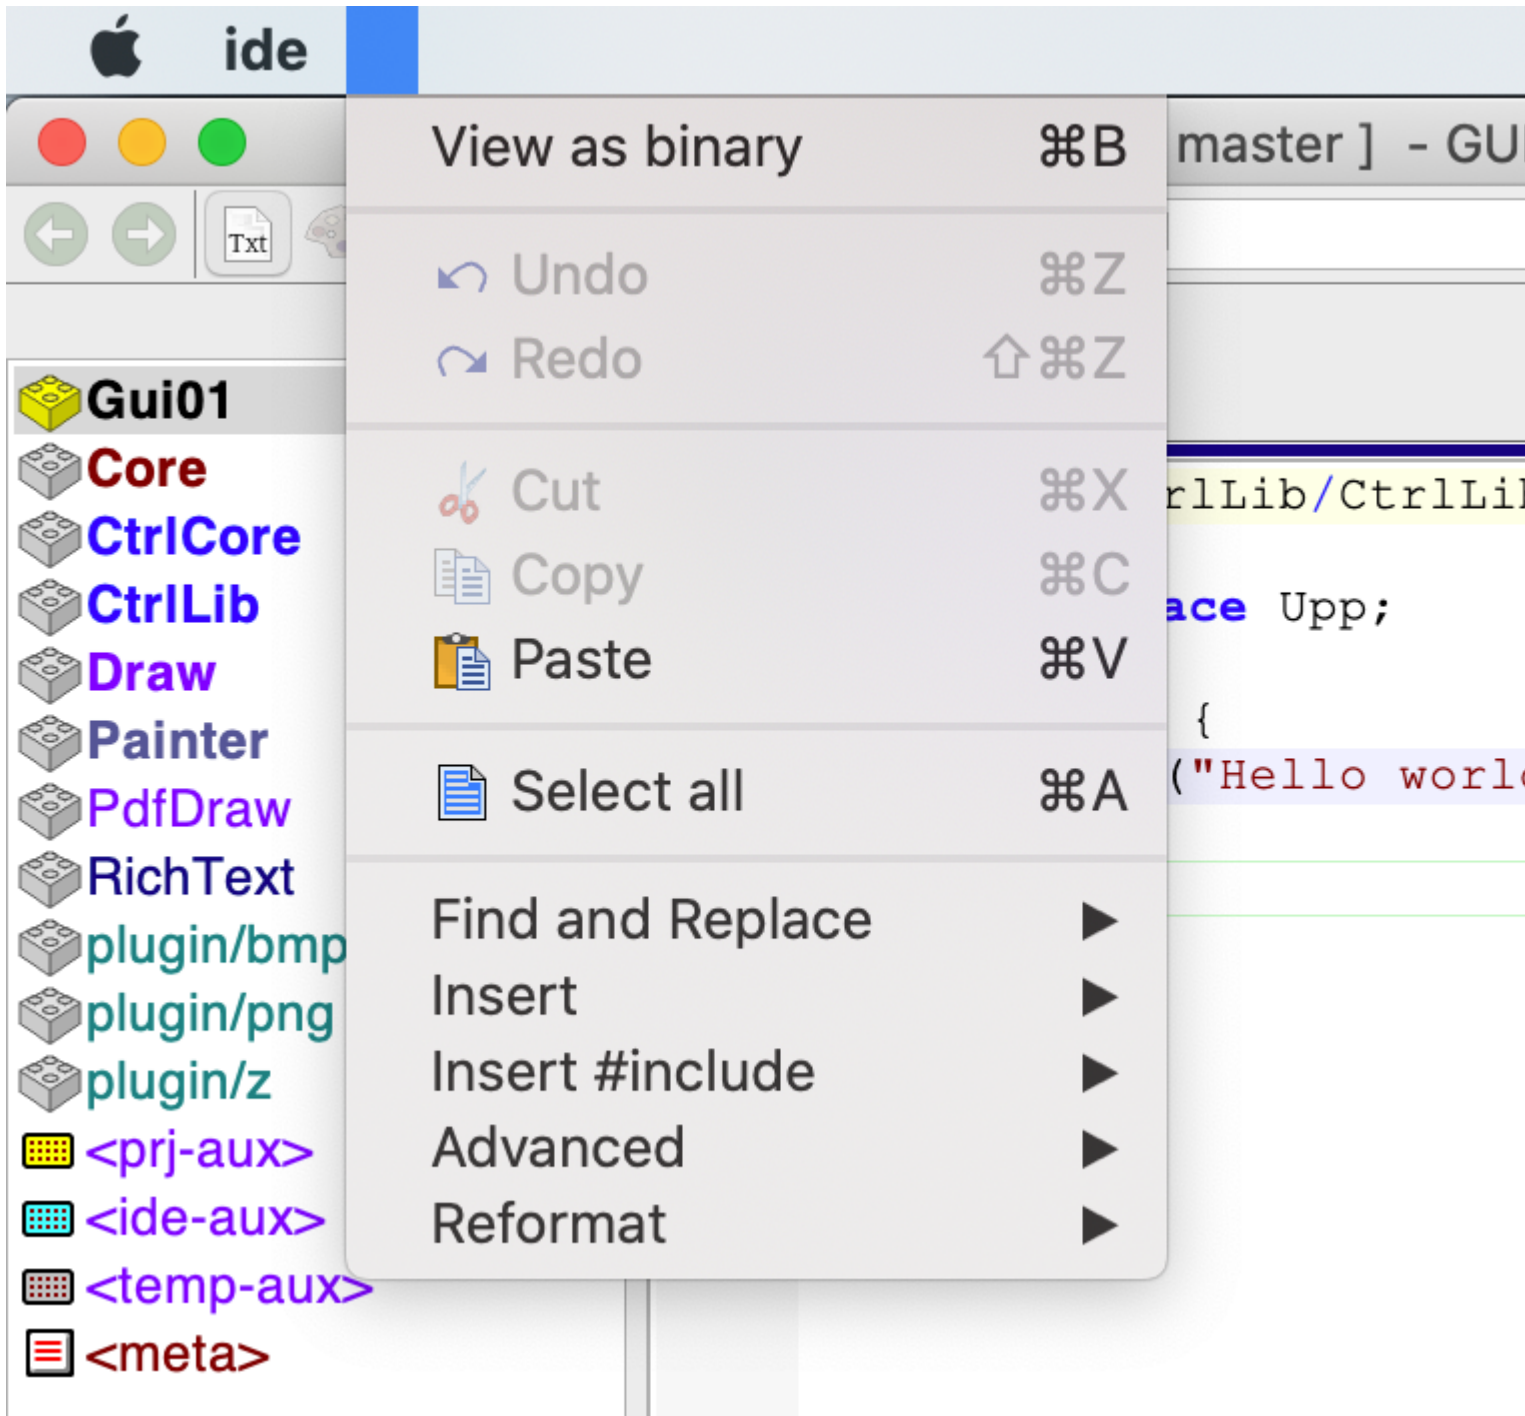 ide
View as binary ⌘B
master ] - GU
Txt
Undo ⌘Z
Redo ⇧⌘Z
Cut ⌘X
Copy ⌘C
Paste ⌘V
Select all ⌘A
Find and Replace ▶
Insert ▶
Insert #include ▶
Advanced ▶
Reformat ▶
Gui01
Core
CtrlCore
CtrlLib
Draw
Painter
PdfDraw
RichText
plugin/bmp
plugin/png
plugin/z
<prj-aux>
<ide-aux>
<temp-aux>
<meta>
rlLib/CtrlLi
ace Upp;
{
("Hello worl